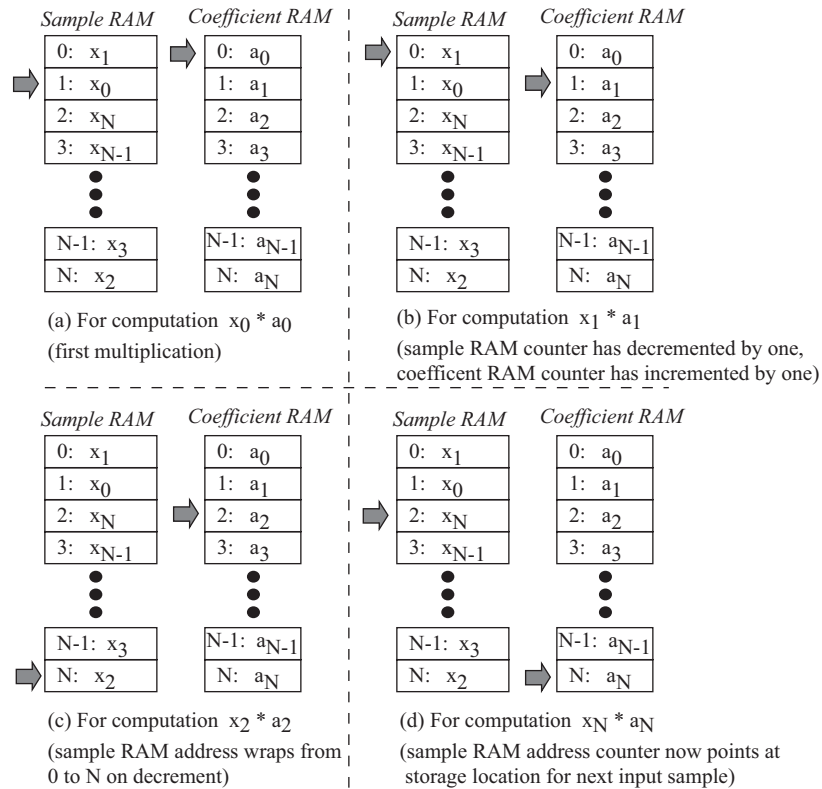 Sample RAM Coefficient RAM
0: x1 0: a0
1: x0 1: a1
2: xN 2: a2
3: xN-1 3: a3
N-1: x3 N-1: aN-1
N: x2 N: aN
(a) For computation x0 * a0
(first multiplication)
Sample RAM Coefficient RAM
0: x1 0: a0
1: x0 1: a1
2: xN 2: a2
3: xN-1 3: a3
N-1: x3 N-1: aN-1
N: x2 N: aN
(b) For computation x1 * a1
(sample RAM counter has decremented by one,
coefficent RAM counter has incremented by one)
Sample RAM Coefficient RAM
0: x1 0: a0
1: x0 1: a1
2: xN 2: a2
3: xN-1 3: a3
N-1: x3 N-1: aN-1
N: x2 N: aN
(c) For computation x2 * a2
(sample RAM address wraps from
0 to N on decrement)
Sample RAM Coefficient RAM
0: x1 0: a0
1: x0 1: a1
2: xN 2: a2
3: xN-1 3: a3
N-1: x3 N-1: aN-1
N: x2 N: aN
(d) For computation xN * aN
(sample RAM address counter now points at
storage location for next input sample)